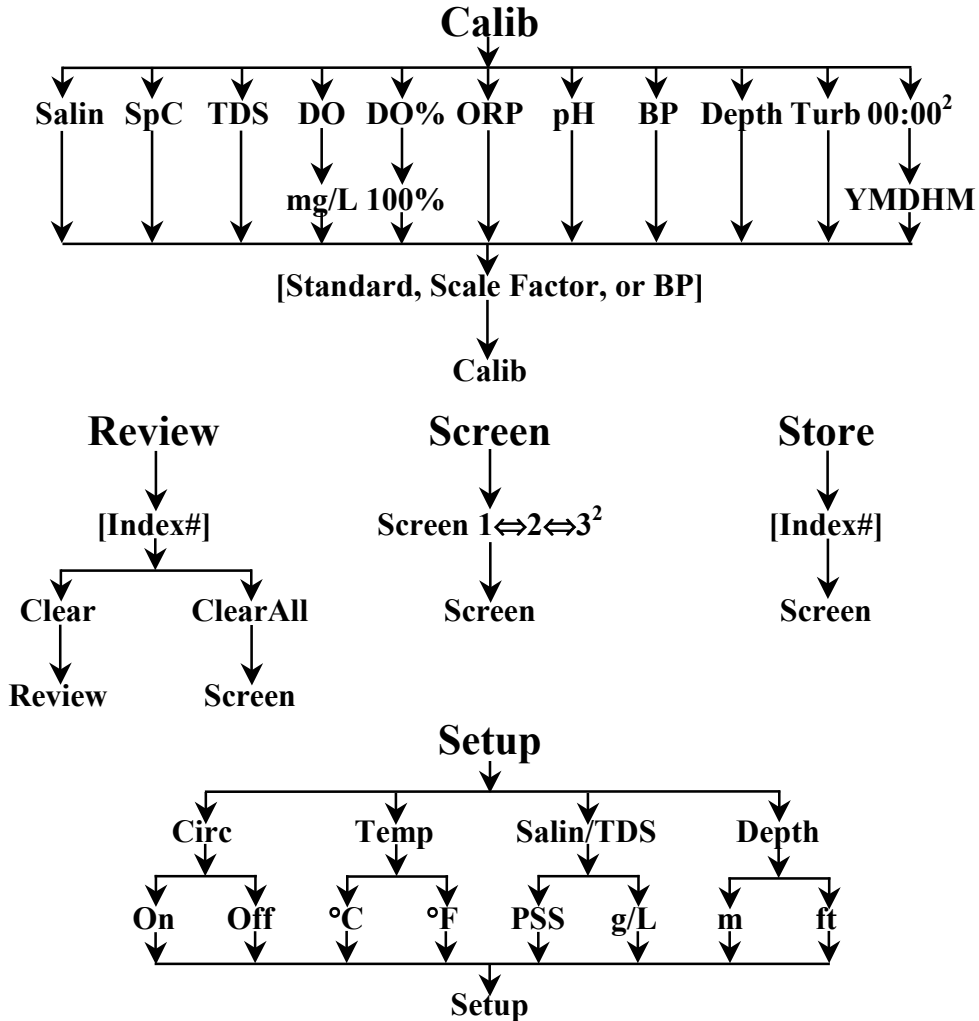 Calib
Salin SpC TDS DO DO% ORP pH BP Depth Turb 00:00²
mg/L 100% YMDHM
[Standard, Scale Factor, or BP]
Calib
Review Screen Store
[Index#] Screen 1⇔2⇔3² [Index#]
Clear ClearAll Screen Screen
Review Screen
Setup
Circ Temp Salin/TDS Depth
On Off °C °F PSS g/L m ft
Setup